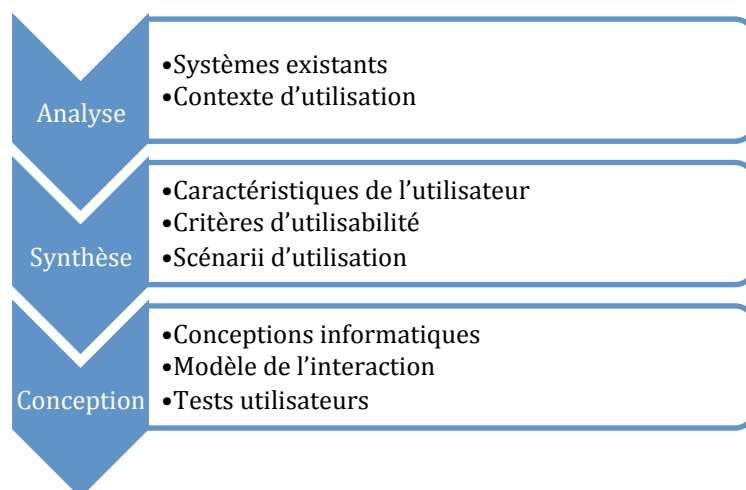 Analyse
•Systèmes existants
•Contexte d’utilisation
Synthèse
•Caractéristiques de l’utilisateur
•Critères d’utilisabilité
•Scénarii d’utilisation
Conception
•Conceptions informatiques
•Modèle de l’interaction
•Tests utilisateurs